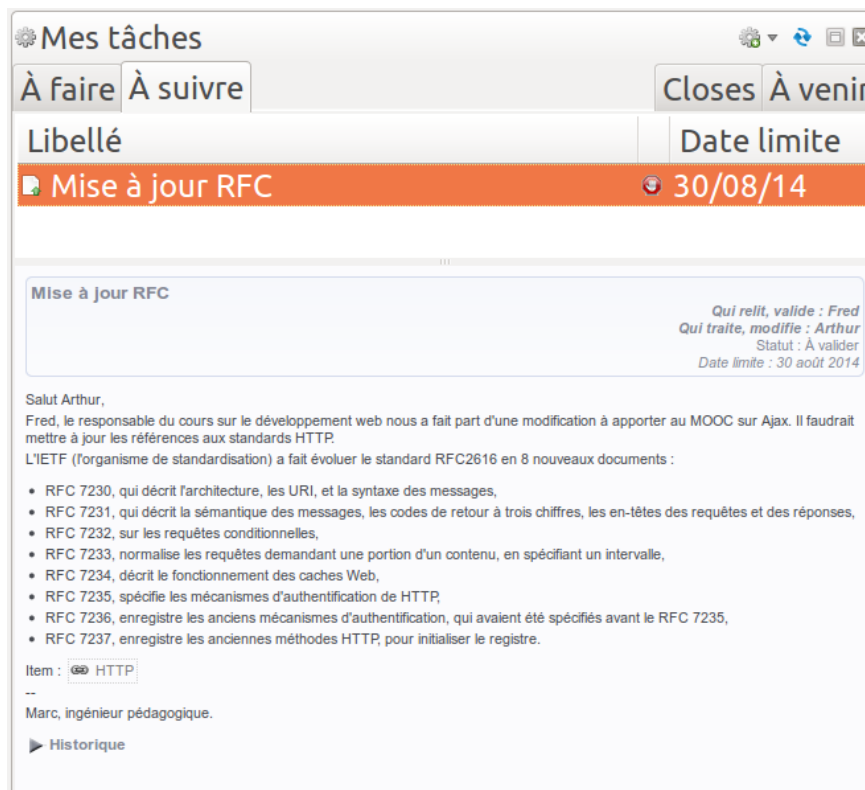 Mes tâches
À faire À suivre Closes À venir
Libellé Date limite
Mise à jour RFC 30/08/14
Mise à jour RFC
Qui relit, valide : Fred
Qui traite, modifie : Arthur
Statut : À valider
Date limite : 30 août 2014
Salut Arthur,
Fred, le responsable du cours sur le développement web nous a fait part d'une modification à apporter au MOOC sur Ajax. Il faudrait
mettre à jour les références aux standards HTTP.
L'IETF (l'organisme de standardisation) a fait évoluer le standard RFC2616 en 8 nouveaux documents :
• RFC 7230, qui décrit l'architecture, les URI, et la syntaxe des messages,
• RFC 7231, qui décrit la sémantique des messages, les codes de retour à trois chiffres, les en-têtes des requêtes et des réponses,
• RFC 7232, sur les requêtes conditionnelles,
• RFC 7233, normalise les requêtes demandant une portion d'un contenu, en spécifiant un intervalle,
• RFC 7234, décrit le fonctionnement des caches Web,
• RFC 7235, spécifie les mécanismes d'authentification de HTTP,
• RFC 7236, enregistre les anciens mécanismes d'authentification, qui avaient été spécifiés avant le RFC 7235,
• RFC 7237, enregistre les anciennes méthodes HTTP, pour initialiser le registre.
Item : HTTP
--
Marc, ingénieur pédagogique.
Historique